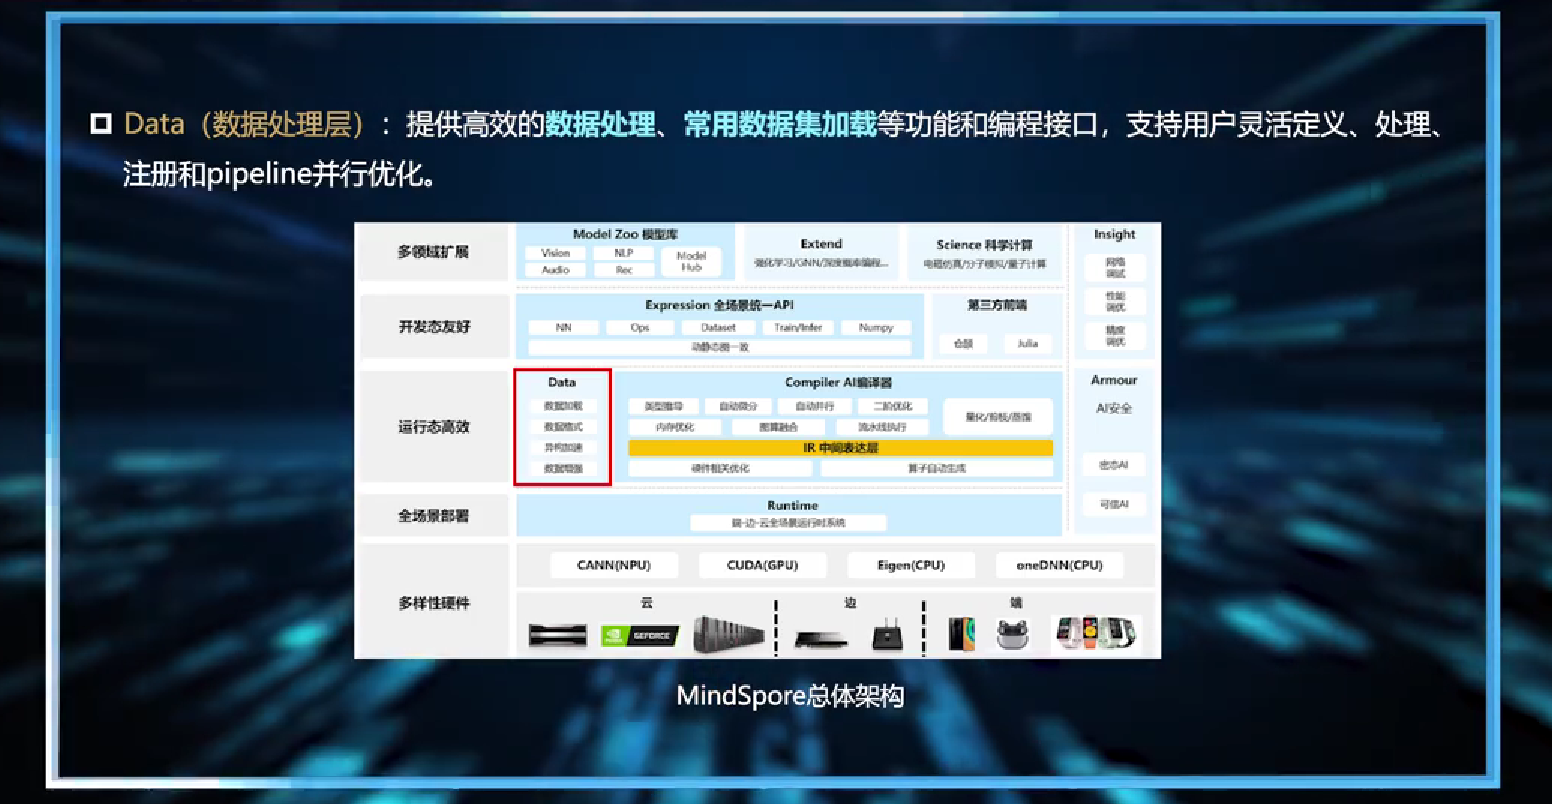 Data（数据处理层）：提供高效的数据处理、常用数据集加载等功能和编程接口，支持用户灵活定义、处理、
注册和pipeline并行优化。
多领域扩展
Model Zoo 模型库
Vision
NLP
Model
Hub
Audio
Rec
Extend
强化学习/GNN/深度概率编程...
Science 科学计算
电磁仿真/分子模拟/量子计算
Insight
网络
调试
性能
调优
精度
调优
开发态友好
Expression 全场景统一API
NN
Ops
Dataset
Train/Infer
Numpy
动静态图一致
第三方前端
仓颉
Julia
运行态高效
Data
数据加载
数据格式
异构加速
数据增强
Compiler AI编译器
类型推导
自动微分
自动并行
二阶优化
量化/剪枝/蒸馏
内存优化
图算融合
流水线执行
IR 中间表达层
硬件相关优化
算子自动生成
Armour
AI安全
密态AI
可信AI
全场景部署
Runtime
端-边-云全场景运行时系统
多样性硬件
CANN(NPU)
CUDA(GPU)
Eigen(CPU)
oneDNN(CPU)
云
边
端
NVIDIA
GEFORCE
MindSpore总体架构